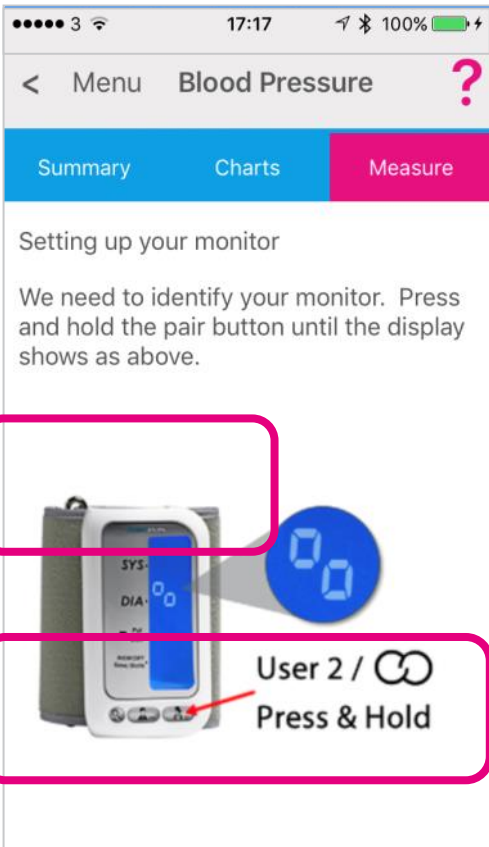 3 17:17 100%
< Menu Blood Pressure ?
Summary Charts Measure
Setting up your monitor
We need to identify your monitor. Press
and hold the pair button until the display
shows as above.
SYS
DIA
User 2 /
Press & Hold